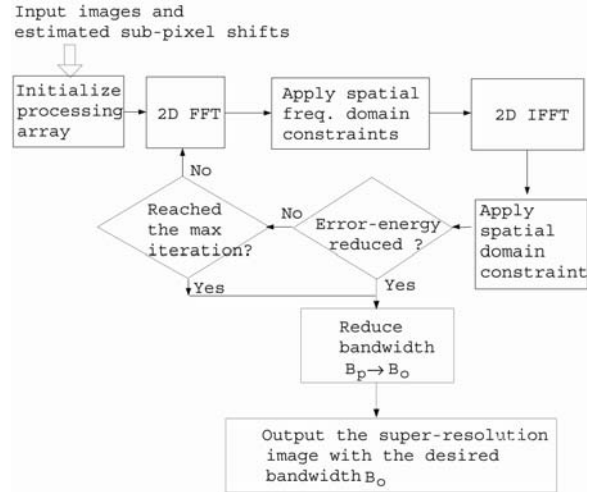 Input images and
estimated sub-pixel shifts
Initialize
processing
array
2D FFT
Apply spatial
freq. domain
constraints
2D IFFT
Apply
spatial
domain
constraint
Error-energy
reduced ?
No
Reached
the max
iteration?
No
Yes
Yes
Reduce
bandwidth
Bp→Bo
Output the super-resolution
image with the desired
bandwidth Bo